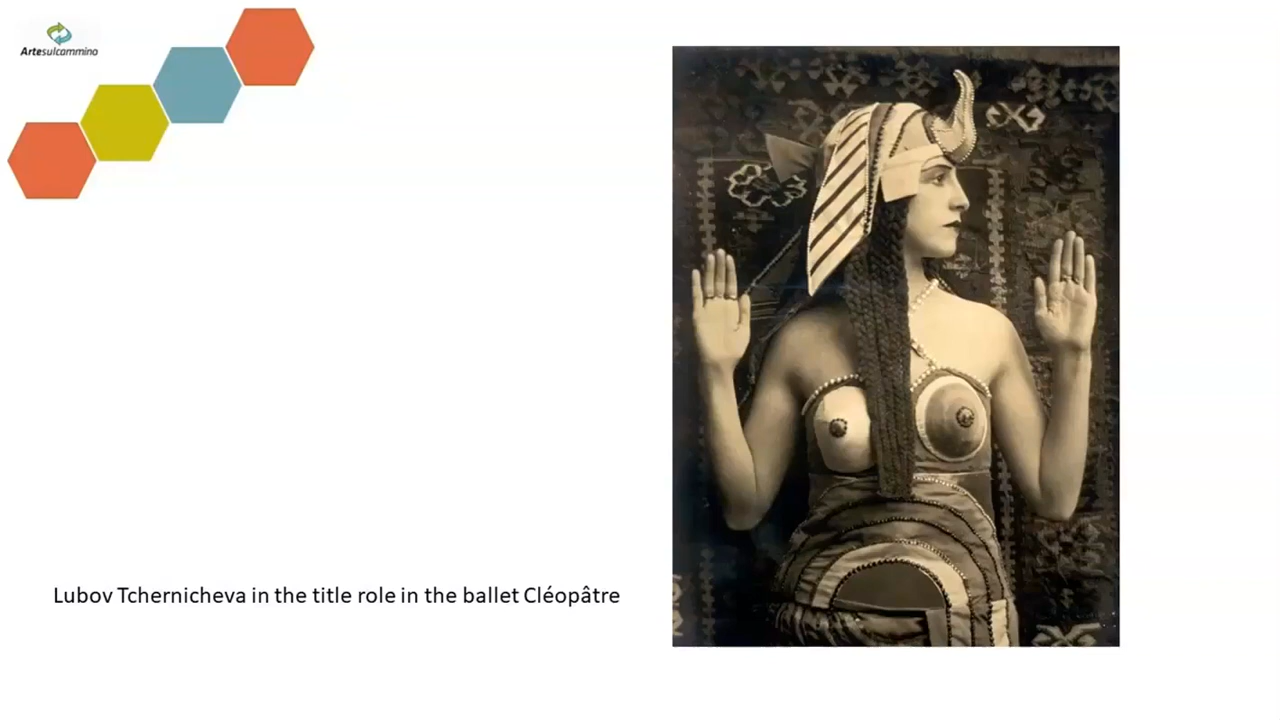 Artesulcammino
Lubov Tchernicheva in the title role in the ballet Cléopâtre